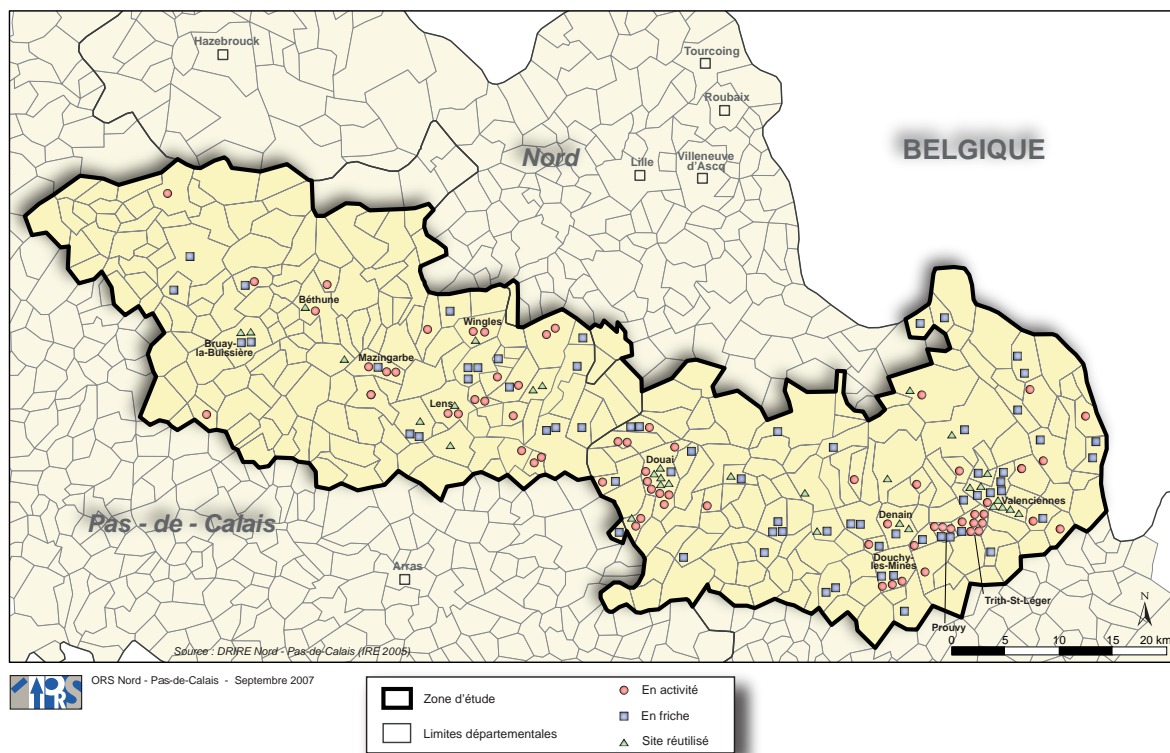 Hazebrouck
Tourcoing
Roubaix
Nord
Lille
Villeneuve
d'Ascq
BELGIQUE
Béthune
Wingles
Bruay-
la-Buissière
Mazingarbe
Lens
Douai
Valenciennes
Denain
Pas - de - Calais
Arras
Douchy-
les-Mines
Trith-St-Léger
Prouvy
N
0 5 10 15 20 km
Source : DRIRE Nord - Pas-de-Calais (IRE 2005)
ORS
ORS Nord - Pas-de-Calais - Septembre 2007
Zone d'étude
Limites départementales
En activité
En friche
Site réutilisé